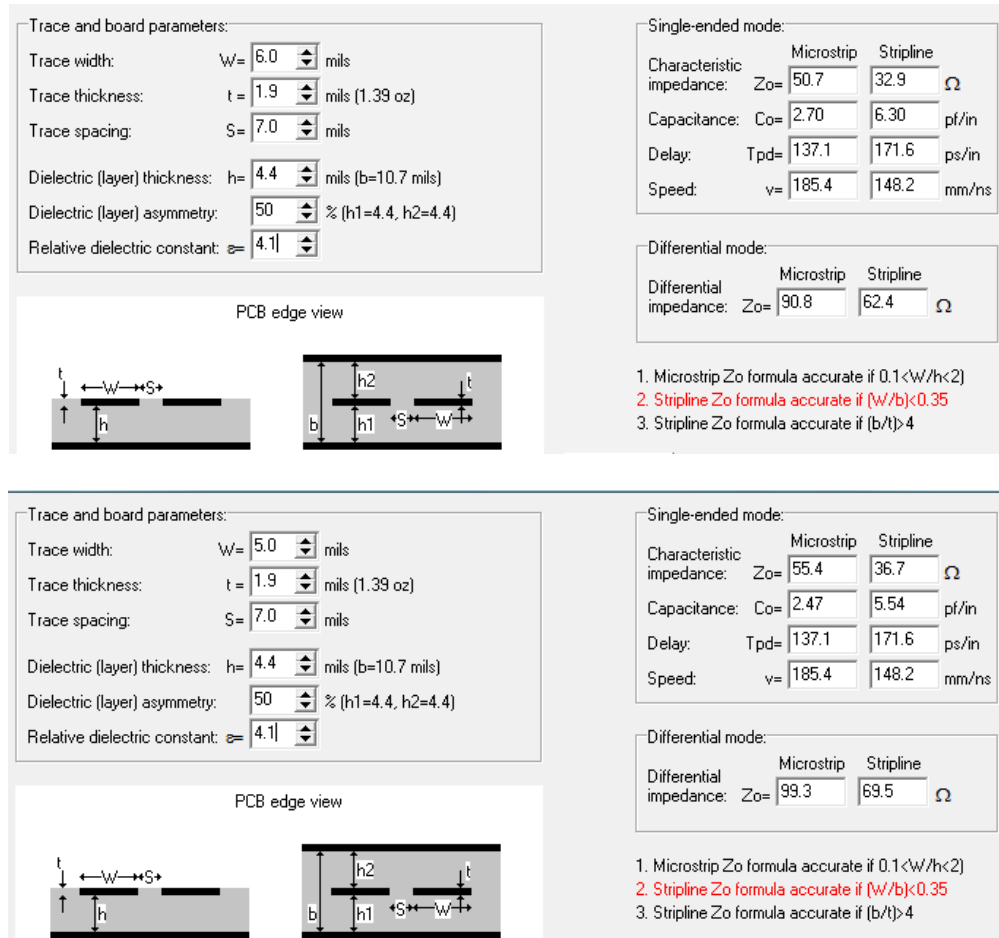 Trace and board parameters:
Trace width: W= 6.0 mils
Trace thickness: t = 1.9 mils (1.39 oz)
Trace spacing: S= 7.0 mils
Dielectric (layer) thickness: h= 4.4 mils (b=10.7 mils)
Dielectric (layer) asymmetry: 50 % (h1=4.4, h2=4.4)
Relative dielectric constant: ε= 4.1
PCB edge view
t W S h
h2 t b h1 S W
Single-ended mode:
Microstrip Stripline
Characteristic
impedance: Zo= 50.7 32.9 Ω
Capacitance: Co= 2.70 6.30 pf/in
Delay: Tpd= 137.1 171.6 ps/in
Speed: v= 185.4 148.2 mm/ns
Differential mode:
Microstrip Stripline
Differential
impedance: Zo= 90.8 62.4 Ω
1. Microstrip Zo formula accurate if 0.1<W/h<2)
2. Stripline Zo formula accurate if (W/b)<0.35
3. Stripline Zo formula accurate if (b/t)>4
Trace and board parameters:
Trace width: W= 5.0 mils
Trace thickness: t = 1.9 mils (1.39 oz)
Trace spacing: S= 7.0 mils
Dielectric (layer) thickness: h= 4.4 mils (b=10.7 mils)
Dielectric (layer) asymmetry: 50 % (h1=4.4, h2=4.4)
Relative dielectric constant: ε= 4.1
PCB edge view
t W S h
h2 t b h1 S W
Single-ended mode:
Microstrip Stripline
Characteristic
impedance: Zo= 55.4 36.7 Ω
Capacitance: Co= 2.47 5.54 pf/in
Delay: Tpd= 137.1 171.6 ps/in
Speed: v= 185.4 148.2 mm/ns
Differential mode:
Microstrip Stripline
Differential
impedance: Zo= 99.3 69.5 Ω
1. Microstrip Zo formula accurate if 0.1<W/h<2)
2. Stripline Zo formula accurate if (W/b)<0.35
3. Stripline Zo formula accurate if (b/t)>4